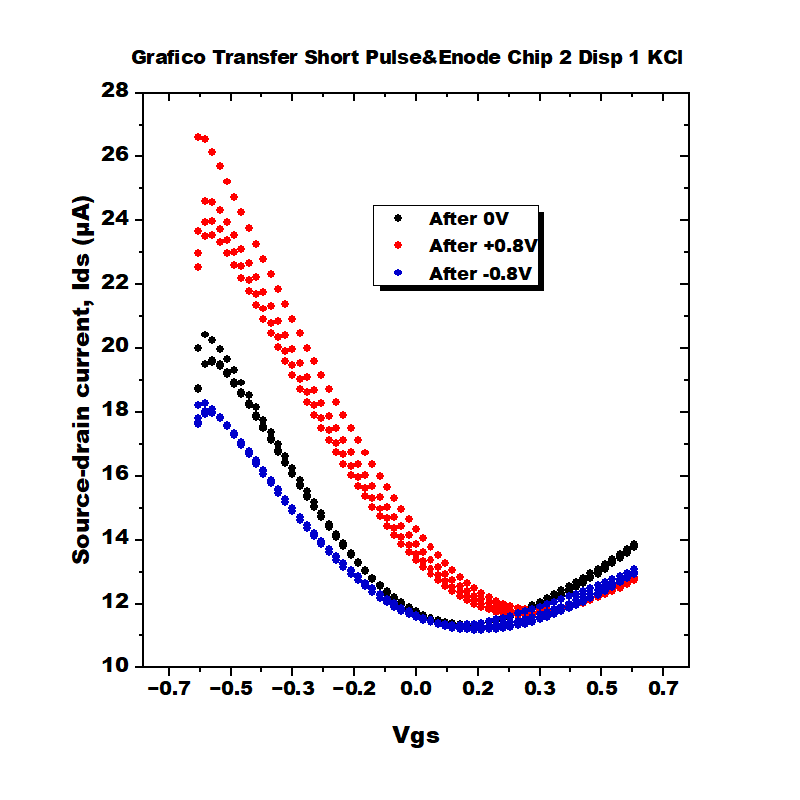 Grafico Transfer Short Pulse&Enode Chip 2 Disp 1 KCl
28
26
24
22
20
18
16
14
12
10
Source-drain current, Ids (µA)
After 0V
After +0.8V
After -0.8V
−0.7 −0.5 −0.3 −0.2 0.0 0.2 0.3 0.5 0.7
Vgs